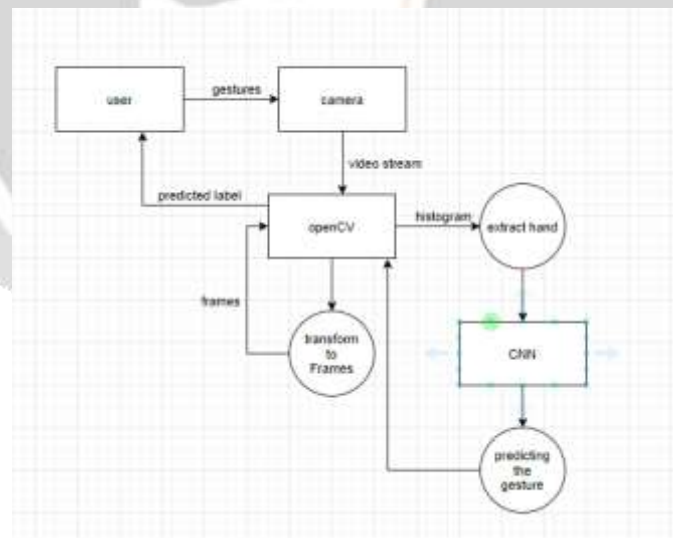 user
gestures
camera
video stream
predicted label
openCV
histogram
extract hand
frames
transform
to
Frames
CNN
predicting
the
gesture